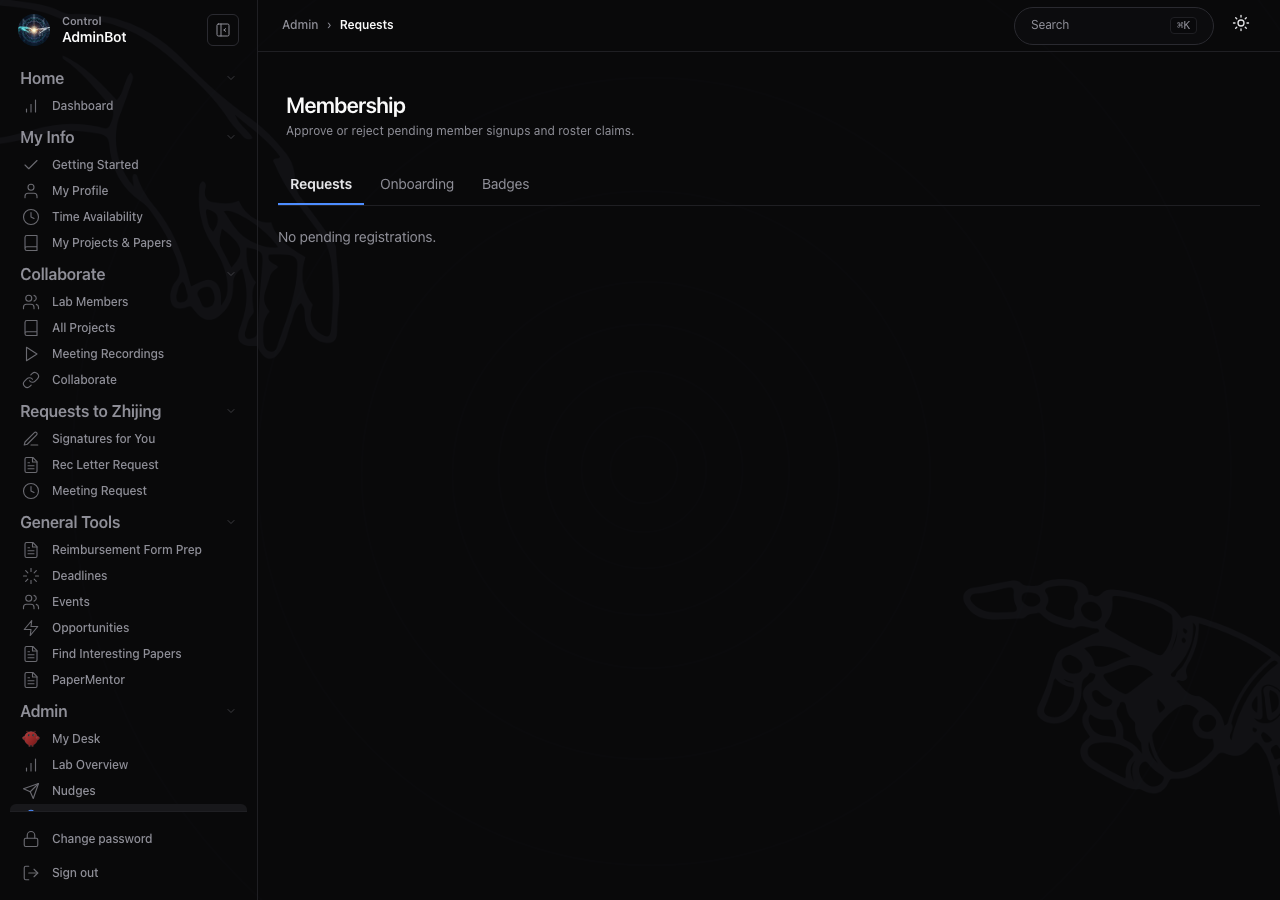 Control
AdminBot
Home
Dashboard
My Info
Getting Started
My Profile
Time Availability
My Projects & Papers
Collaborate
Lab Members
All Projects
Meeting Recordings
Collaborate
Requests to Zhijing
Signatures for You
Rec Letter Request
Meeting Request
General Tools
Reimbursement Form Prep
Deadlines
Events
Opportunities
Find Interesting Papers
PaperMentor
Admin
My Desk
Lab Overview
Nudges
Change password
Sign out
Admin › Requests
Search ⌘K
Membership
Approve or reject pending member signups and roster claims.
Requests Onboarding Badges
No pending registrations.